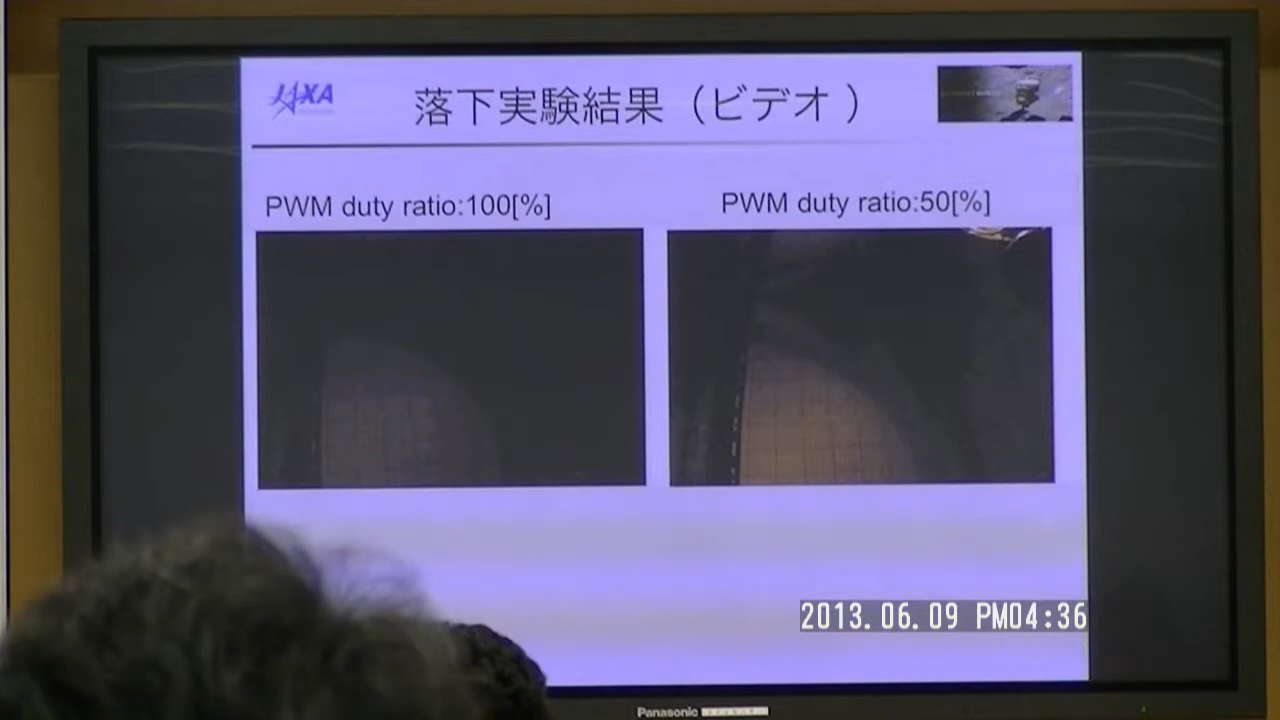 JAXA
落下実験結果（ビデオ ）
PWM duty ratio:100[%]
PWM duty ratio:50[%]
2013.06.09 PM04:36
Panasonic